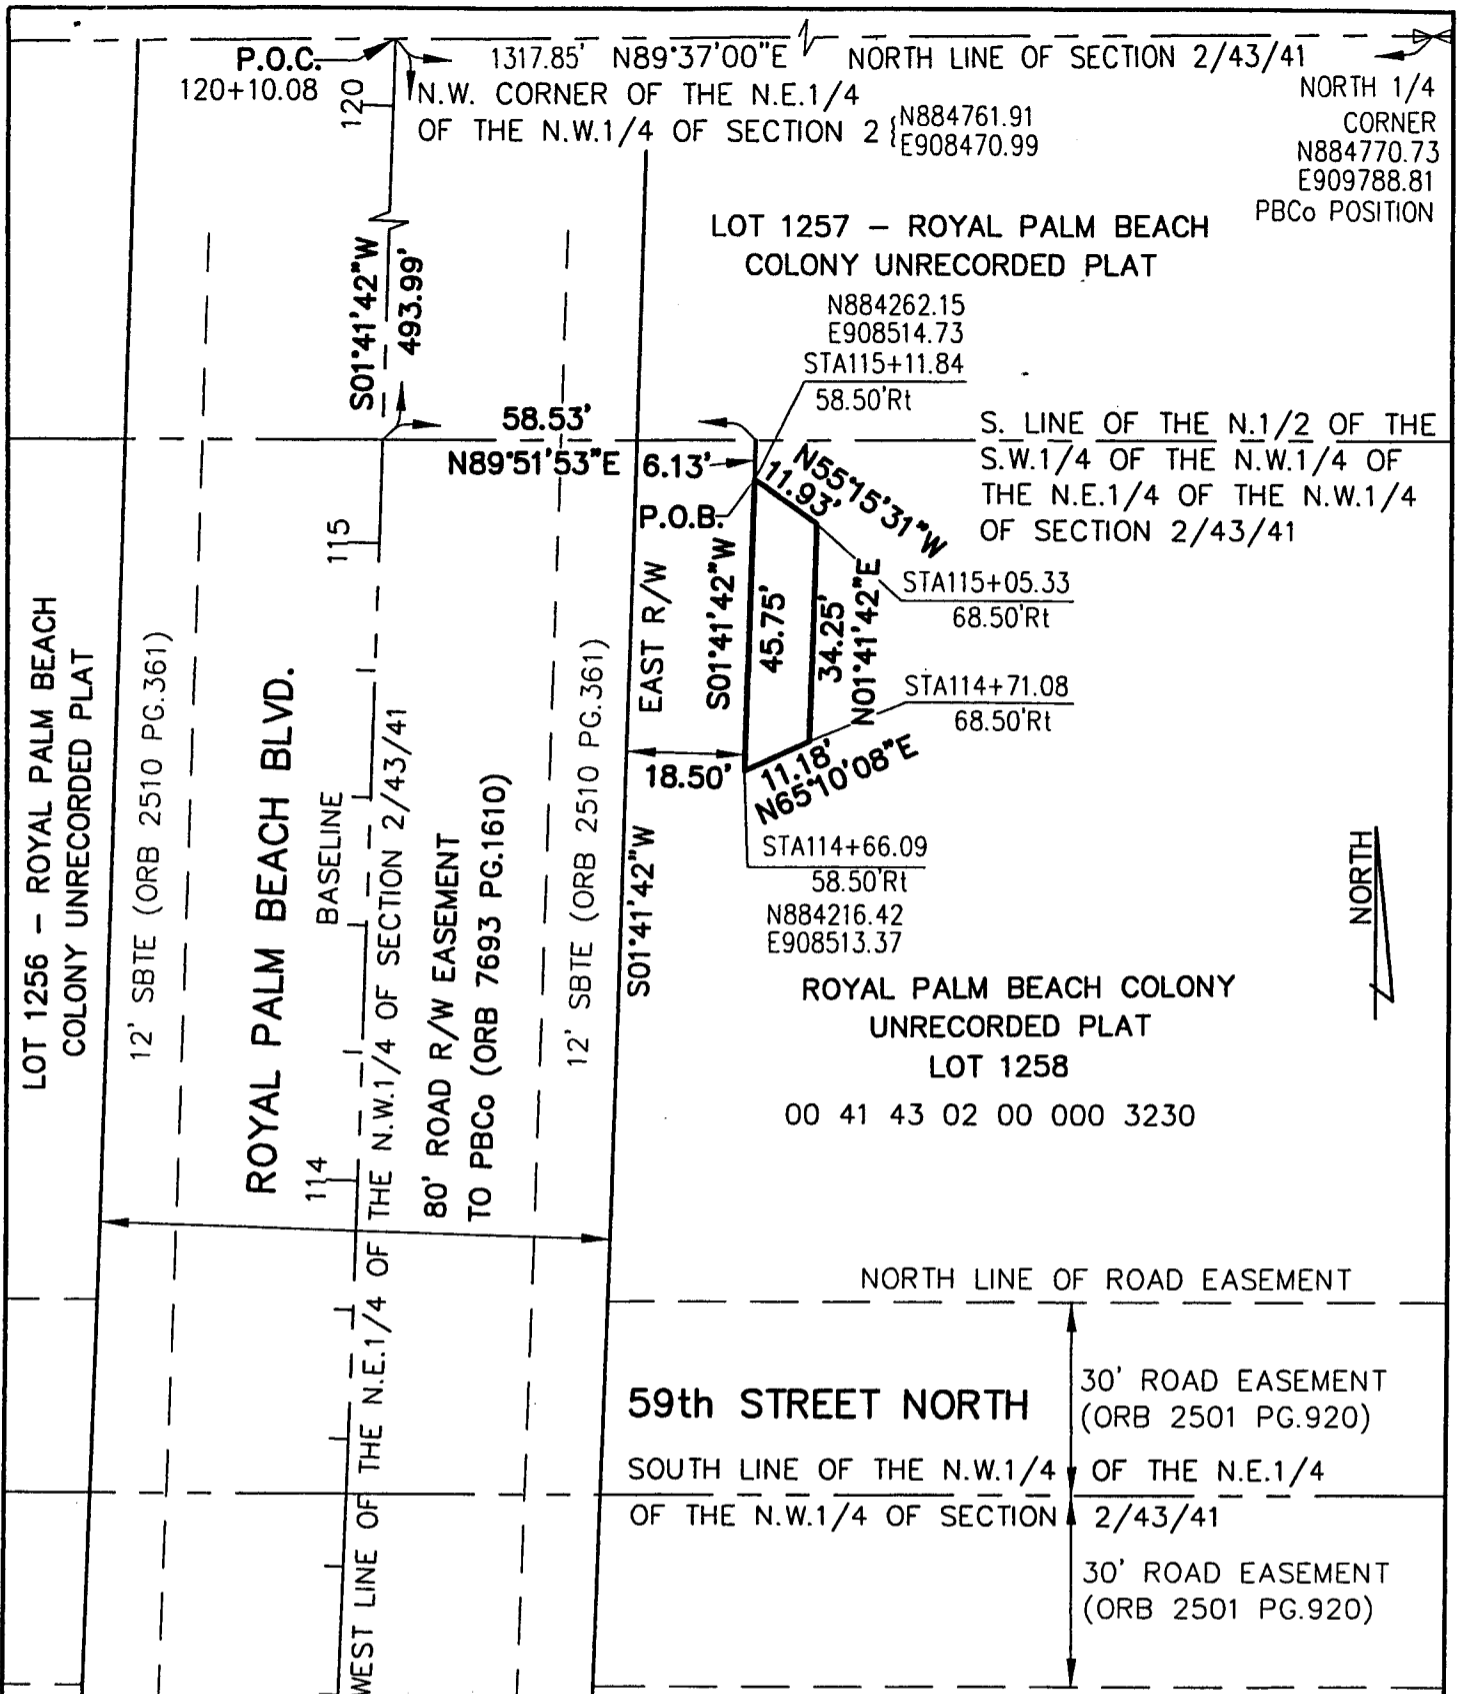 P.O.C.
120+10.08
120
1317.85' N89°37'00"E
NORTH LINE OF SECTION 2/43/41
N.W. CORNER OF THE N.E.1/4
OF THE N.W.1/4 OF SECTION 2
N884761.91
E908470.99
NORTH 1/4
CORNER
N884770.73
E909788.81
PBCo POSITION
S01°41'42"W
493.99'
LOT 1257 – ROYAL PALM BEACH
COLONY UNRECORDED PLAT
N884262.15
E908514.73
STA115+11.84
58.50'Rt
58.53'
N89°51'53"E
6.13'
P.O.B.
S. LINE OF THE N.1/2 OF THE
S.W.1/4 OF THE N.W.1/4 OF
THE N.E.1/4 OF THE N.W.1/4
OF SECTION 2/43/41
N55°15'31"W
11.93'
115
EAST R/W
S01°41'42"W
45.75'
34.25'
N01°41'42"E
STA115+05.33
68.50'Rt
STA114+71.08
68.50'Rt
18.50'
11.18'
N65°10'08"E
STA114+66.09
58.50'Rt
N884216.42
E908513.37
S01°41'42"W
LOT 1256 – ROYAL PALM BEACH
COLONY UNRECORDED PLAT
12' SBTE (ORB 2510 PG.361)
ROYAL PALM BEACH BLVD.
BASELINE
114
WEST LINE OF THE N.E.1/4 OF THE N.W.1/4 OF SECTION 2/43/41
80' ROAD R/W EASEMENT
TO PBCo (ORB 7693 PG.1610)
12' SBTE (ORB 2510 PG.361)
NORTH
ROYAL PALM BEACH COLONY
UNRECORDED PLAT
LOT 1258
00 41 43 02 00 000 3230
NORTH LINE OF ROAD EASEMENT
59th STREET NORTH
30' ROAD EASEMENT
(ORB 2501 PG.920)
SOUTH LINE OF THE N.W.1/4 OF THE N.E.1/4
OF THE N.W.1/4 OF SECTION 2/43/41
30' ROAD EASEMENT
(ORB 2501 PG.920)